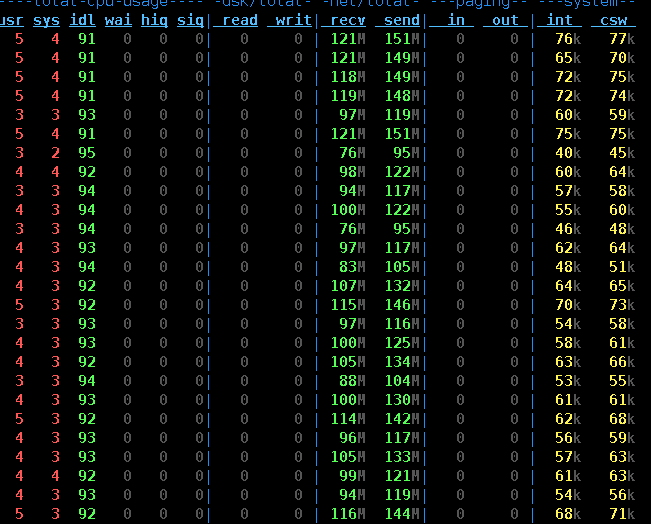 ----total-cpu-usage---- -dsk/total- -net/total- ---paging-- ---system--
usr sys idl wai hiq siq| read writ| recv send| in out | int csw
5 4 91 0 0 0| 0 0 | 121M 151M| 0 0 | 76k 77k
5 4 91 0 0 0| 0 0 | 121M 149M| 0 0 | 65k 70k
5 4 91 0 0 0| 0 0 | 118M 149M| 0 0 | 72k 75k
5 4 91 0 0 0| 0 0 | 119M 148M| 0 0 | 72k 74k
3 3 93 0 0 0| 0 0 | 97M 119M| 0 0 | 60k 59k
5 4 91 0 0 0| 0 0 | 121M 151M| 0 0 | 75k 75k
3 2 95 0 0 0| 0 0 | 76M 95M| 0 0 | 40k 45k
4 4 92 0 0 0| 0 0 | 98M 122M| 0 0 | 60k 64k
3 3 94 0 0 0| 0 0 | 94M 117M| 0 0 | 57k 58k
4 3 94 0 0 0| 0 0 | 100M 122M| 0 0 | 55k 60k
3 3 94 0 0 0| 0 0 | 76M 95M| 0 0 | 46k 48k
4 3 93 0 0 0| 0 0 | 97M 117M| 0 0 | 62k 64k
4 3 94 0 0 0| 0 0 | 83M 105M| 0 0 | 48k 51k
4 3 92 0 0 0| 0 0 | 107M 132M| 0 0 | 64k 65k
5 3 92 0 0 0| 0 0 | 115M 146M| 0 0 | 70k 73k
3 3 93 0 0 0| 0 0 | 97M 116M| 0 0 | 54k 58k
4 3 93 0 0 0| 0 0 | 100M 125M| 0 0 | 58k 61k
4 3 92 0 0 0| 0 0 | 105M 134M| 0 0 | 63k 66k
3 3 94 0 0 0| 0 0 | 88M 104M| 0 0 | 53k 55k
4 3 93 0 0 0| 0 0 | 100M 130M| 0 0 | 61k 61k
5 3 92 0 0 0| 0 0 | 114M 142M| 0 0 | 62k 68k
4 3 93 0 0 0| 0 0 | 96M 117M| 0 0 | 56k 59k
4 3 93 0 0 0| 0 0 | 105M 133M| 0 0 | 57k 63k
4 4 92 0 0 0| 0 0 | 99M 121M| 0 0 | 61k 63k
4 3 93 0 0 0| 0 0 | 94M 119M| 0 0 | 54k 56k
5 3 92 0 0 0| 0 0 | 116M 144M| 0 0 | 68k 71k